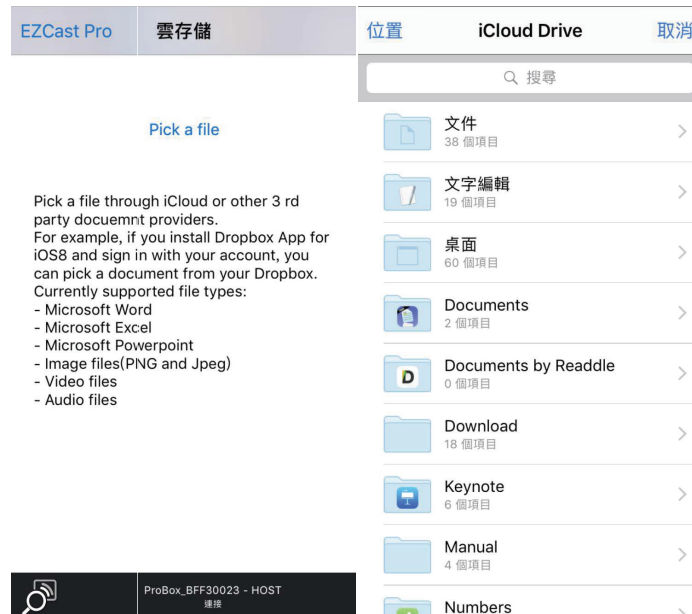 EZCast Pro
雲存儲
Pick a file
Pick a file through iCloud or other 3 rd
party docuemnt providers.
For example, if you install Dropbox App for
iOS8 and sign in with your account, you
can pick a document from your Dropbox.
Currently supported file types:
- Microsoft Word
- Microsoft Excel
- Microsoft Powerpoint
- Image files(PNG and Jpeg)
- Video files
- Audio files
ProBox_BFF30023 - HOST
連接
位置
iCloud Drive
取消
搜尋
文件
38 個項目
文字編輯
19 個項目
桌面
60 個項目
Documents
2 個項目
Documents by Readdle
0 個項目
Download
18 個項目
Keynote
6 個項目
Manual
4 個項目
Numbers